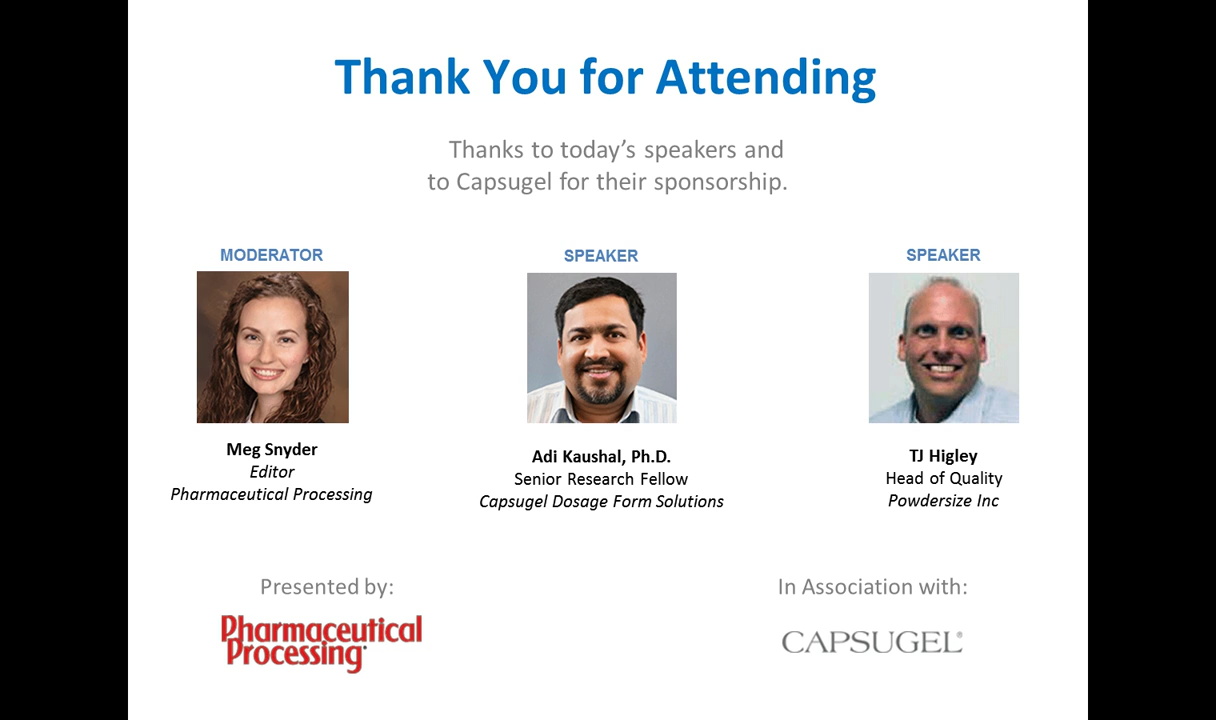 Thank You for Attending
Thanks to today's speakers and
to Capsugel for their sponsorship.
MODERATOR
SPEAKER
SPEAKER
Meg Snyder
Editor
Pharmaceutical Processing
Adi Kaushal, Ph.D.
Senior Research Fellow
Capsugel Dosage Form Solutions
TJ Higley
Head of Quality
Powdersize Inc
Presented by:
Pharmaceutical
Processing
In Association with:
CAPSUGEL®